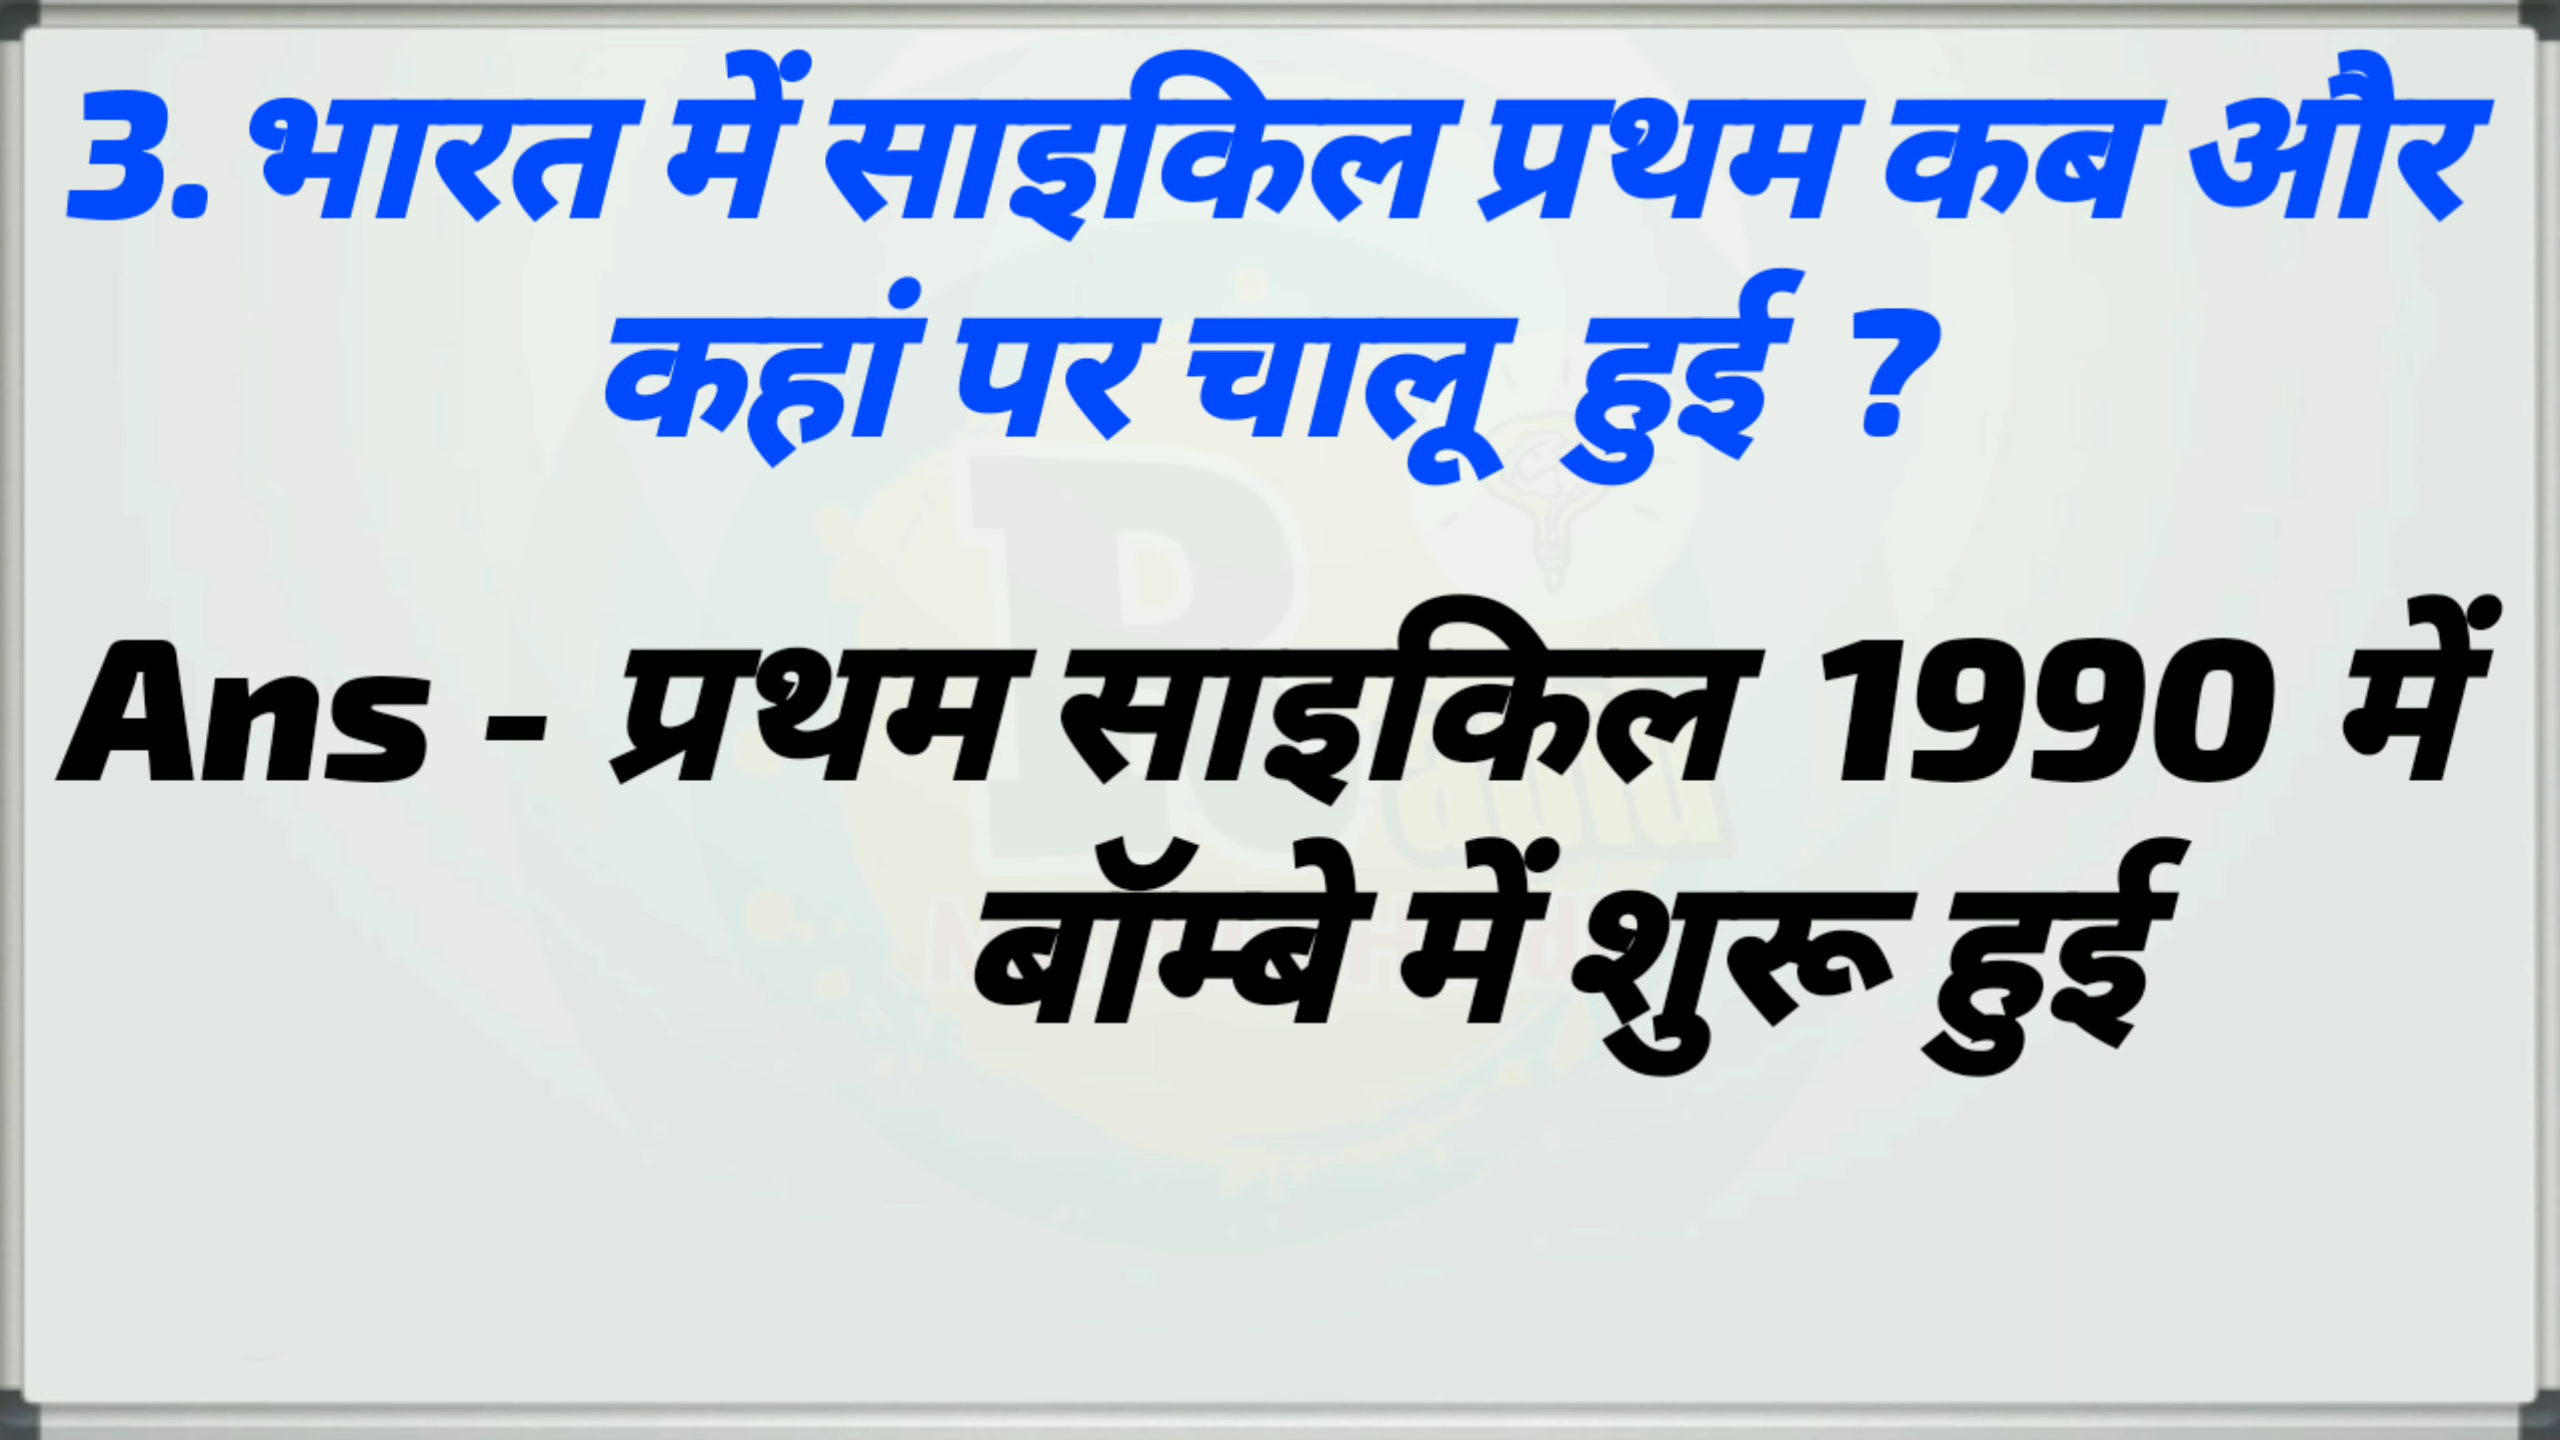 3. भारत में साइकिल प्रथम कब और
कहां पर चालू हुई ?
Ans - प्रथम साइकिल 1990 में
बॉम्बे में शुरू हुई